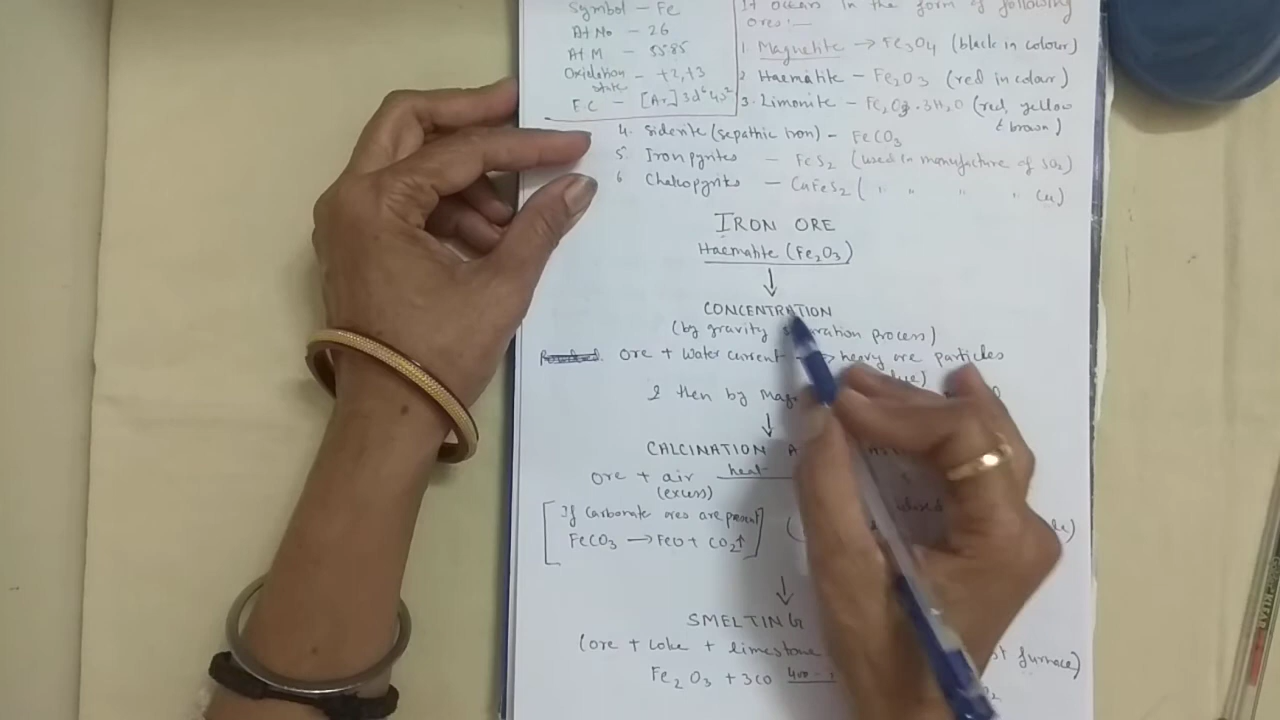 Symbol - Fe
At No - 26
At M - 55.85
Oxidation state - +2, +3
E.C - [Ar] 3d⁶ 4s²
It occurs in the form of following
ores:-
1. Magnetite → Fe₃O₄ (black in colour)
2 Haematite - Fe₂O₃ (red in colour)
3. Limonite - Fe₂O₃.3H₂O (red, yellow
& brown)
4. Siderite (sepathic iron) - FeCO₃
5. Iron pyrites - FeS₂ (used in manufacture of SO₂)
6 Chalcopyrites - CuFeS₂ ( " " " " Cu)
IRON ORE
Haematite (Fe₂O₃)
↓
CONCENTRATION
(by gravity process)
Ore + Water current → heavy ore particles
& then by
↓
CALCINATION
Ore + air heat
(excess)
[If carbonate ores are present
FeCO₃ → FeO + CO₂↑]
↓
SMELTING
(ore + coke + limestone furnace)
Fe₂O₃ + 3CO